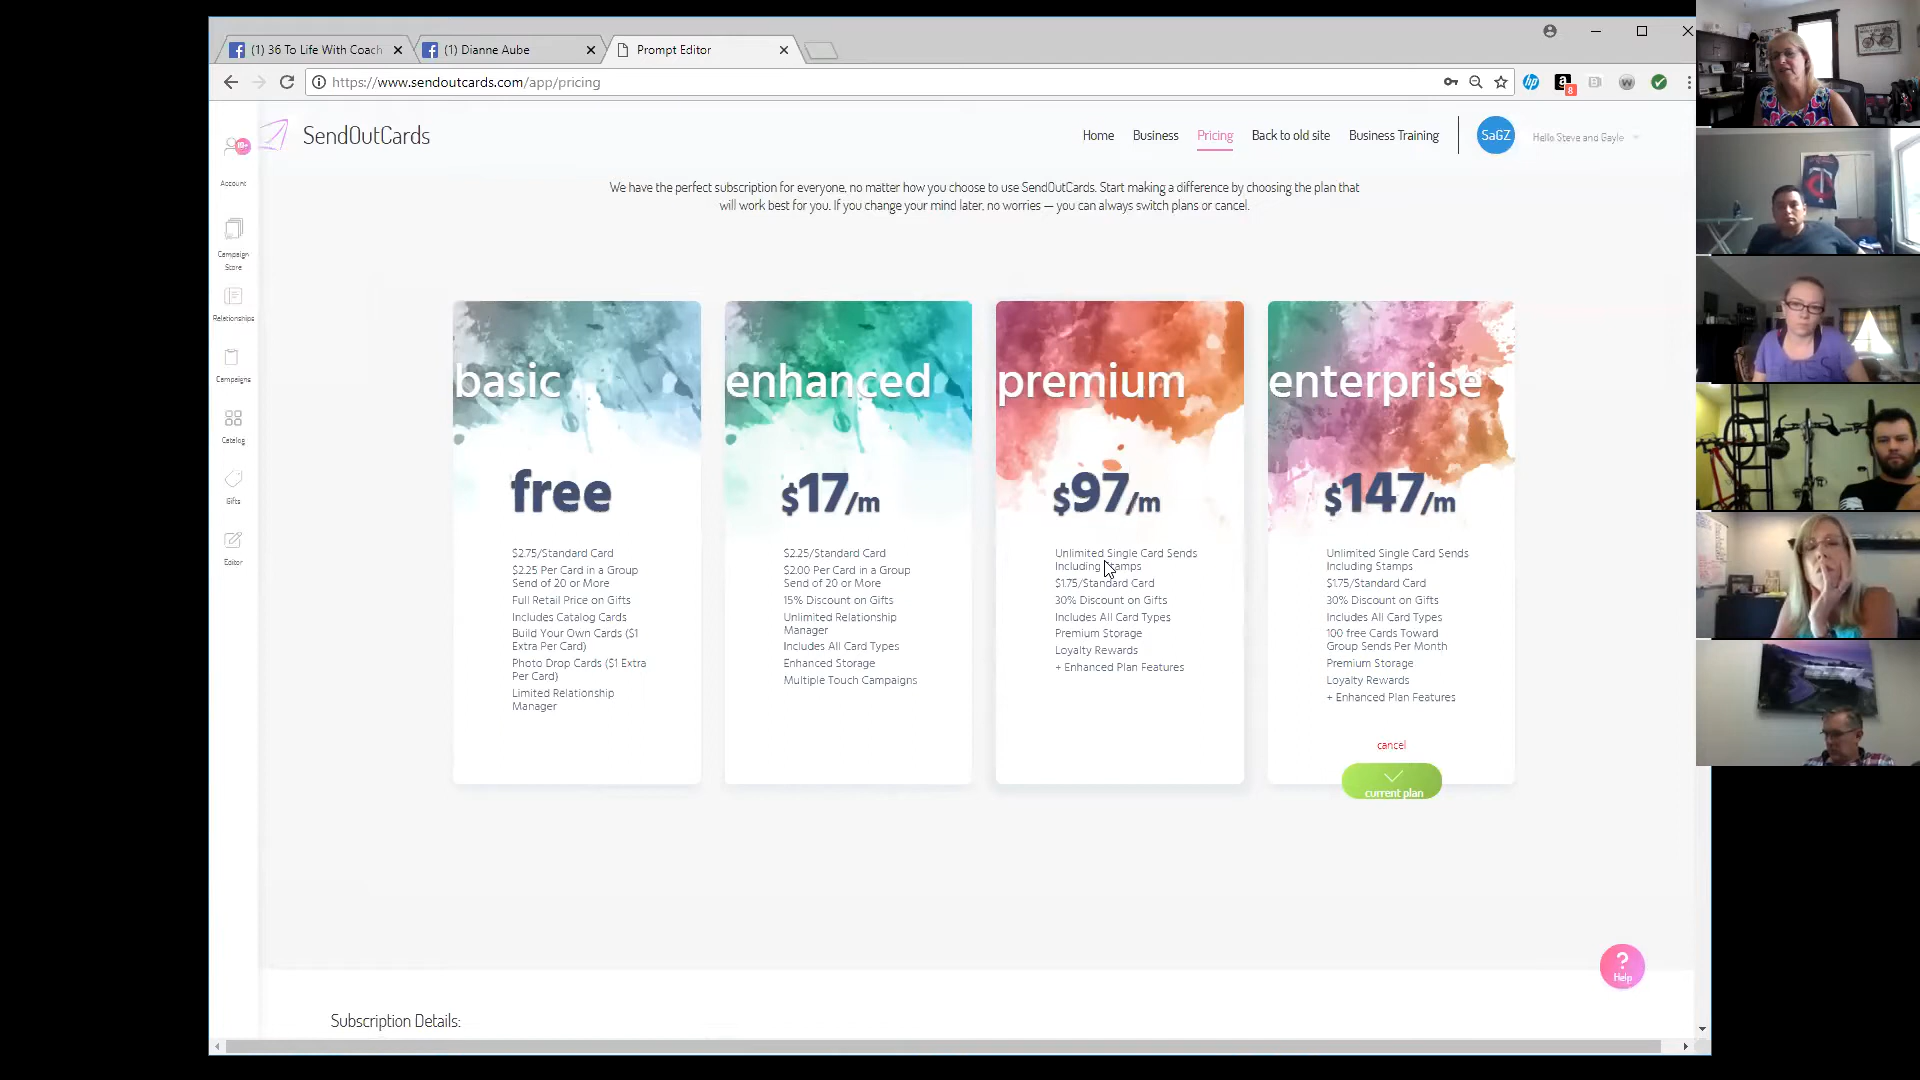 (1) 36 To Life With Coach
(1) Dianne Aube
Prompt Editor
https://www.sendoutcards.com/app/pricing
8
SendOutCards
Home
Business
Pricing
Back to old site
Business Training
SaGZ
Hello Steve and Gayle
Account
Campaign
Store
Relationships
Campaigns
Catalog
Gifts
Editor
We have the perfect subscription for everyone, no matter how you choose to use SendOutCards. Start making a difference by choosing the plan that
will work best for you. If you change your mind later, no worries — you can always switch plans or cancel.
basic
free
$2.75/Standard Card
$2.25 Per Card in a Group
Send of 20 or More
Full Retail Price on Gifts
Includes Catalog Cards
Build Your Own Cards ($1
Extra Per Card)
Photo Drop Cards ($1 Extra
Per Card)
Limited Relationship
Manager
enhanced
$17/m
$2.25/Standard Card
$2.00 Per Card in a Group
Send of 20 or More
15% Discount on Gifts
Unlimited Relationship
Manager
Includes All Card Types
Enhanced Storage
Multiple Touch Campaigns
premium
$97/m
Unlimited Single Card Sends
Including Stamps
$1.75/Standard Card
30% Discount on Gifts
Includes All Card Types
Premium Storage
Loyalty Rewards
+ Enhanced Plan Features
enterprise
$147/m
Unlimited Single Card Sends
Including Stamps
$1.75/Standard Card
30% Discount on Gifts
Includes All Card Types
100 free Cards Toward
Group Sends Per Month
Premium Storage
Loyalty Rewards
+ Enhanced Plan Features
cancel
current plan
?
Help
Subscription Details: